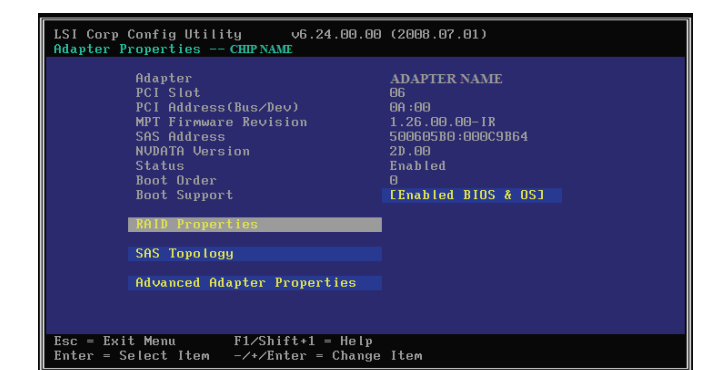 LSI Corp Config Utility v6.24.00.00 (2008.07.01)
Adapter Properties -- CHIP NAME
Adapter ADAPTER NAME
PCI Slot 06
PCI Address(Bus/Dev) 0A:00
MPT Firmware Revision 1.26.00.00-IR
SAS Address 500605B0:000C9B64
NVDATA Version 2D.00
Status Enabled
Boot Order 0
Boot Support [Enabled BIOS & OS]
RAID Properties
SAS Topology
Advanced Adapter Properties
Esc = Exit Menu F1/Shift+1 = Help
Enter = Select Item -/+/Enter = Change Item